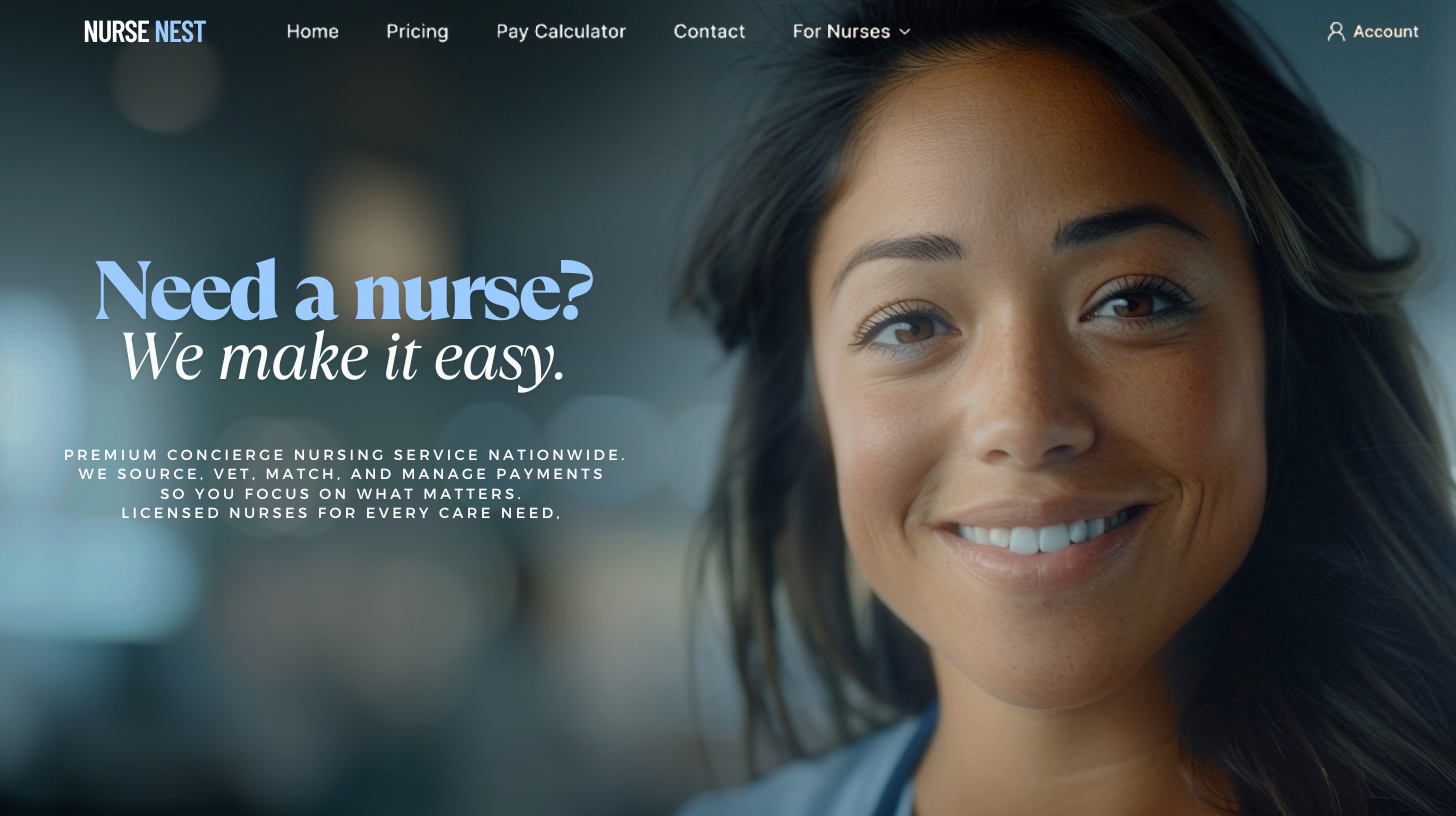 NURSE NEST
Home
Pricing
Pay Calculator
Contact
For Nurses
Account
Need a nurse?
We make it easy.
PREMIUM CONCIERGE NURSING SERVICE NATIONWIDE.
WE SOURCE, VET, MATCH, AND MANAGE PAYMENTS
SO YOU FOCUS ON WHAT MATTERS.
LICENSED NURSES FOR EVERY CARE NEED,